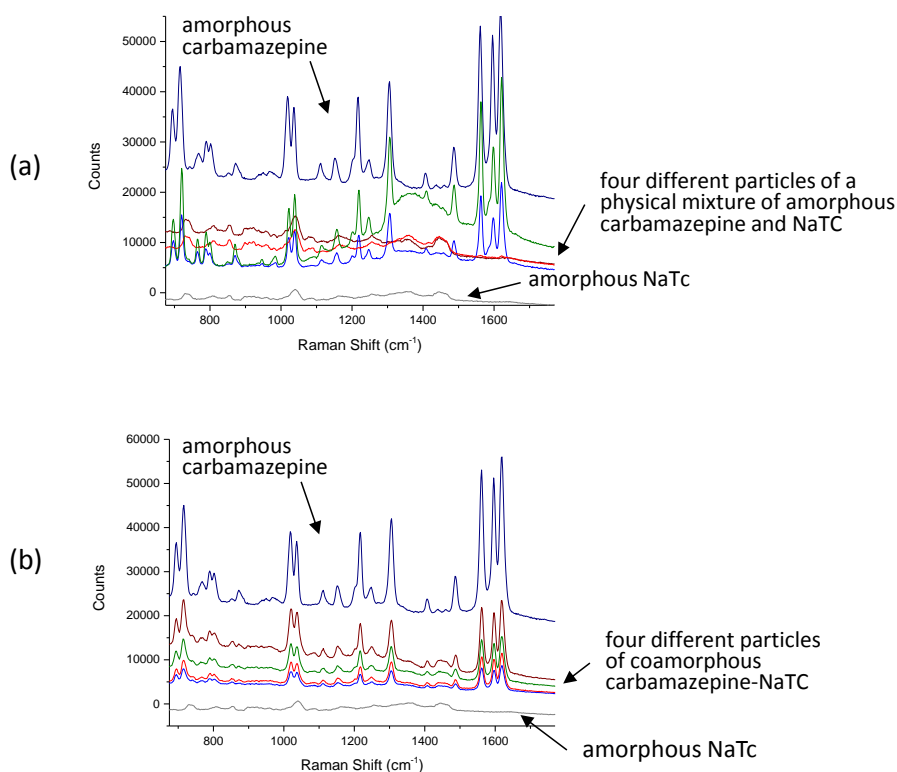 (a)
Counts
50000
40000
30000
20000
10000
0
amorphous
carbamazepine
four different particles of a
physical mixture of amorphous
carbamazepine and NaTC
amorphous NaTc
800 1000 1200 1400 1600
Raman Shift (cm-1)
(b)
Counts
60000
50000
40000
30000
20000
10000
0
amorphous
carbamazepine
four different particles
of coamorphous
carbamazepine-NaTC
amorphous NaTc
800 1000 1200 1400 1600
Raman Shift (cm-1)